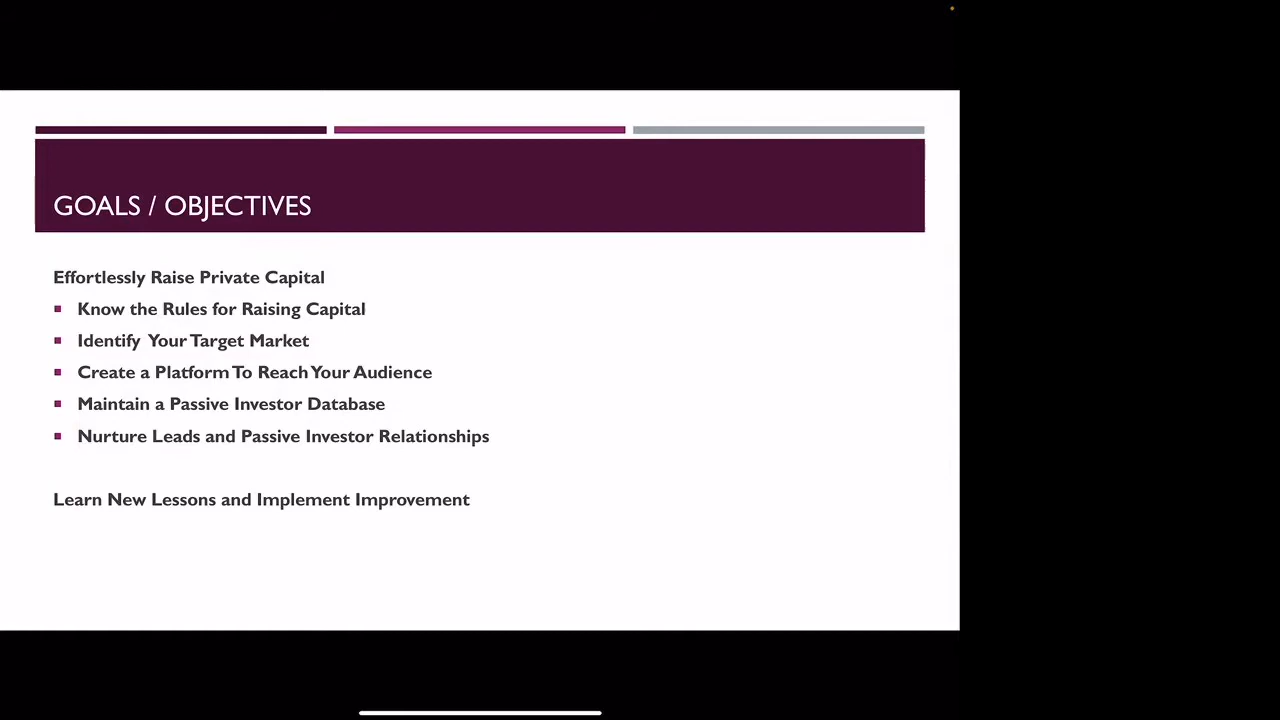 GOALS / OBJECTIVES
Effortlessly Raise Private Capital
Know the Rules for Raising Capital
Identify Your Target Market
Create a Platform To Reach Your Audience
Maintain a Passive Investor Database
Nurture Leads and Passive Investor Relationships
Learn New Lessons and Implement Improvement